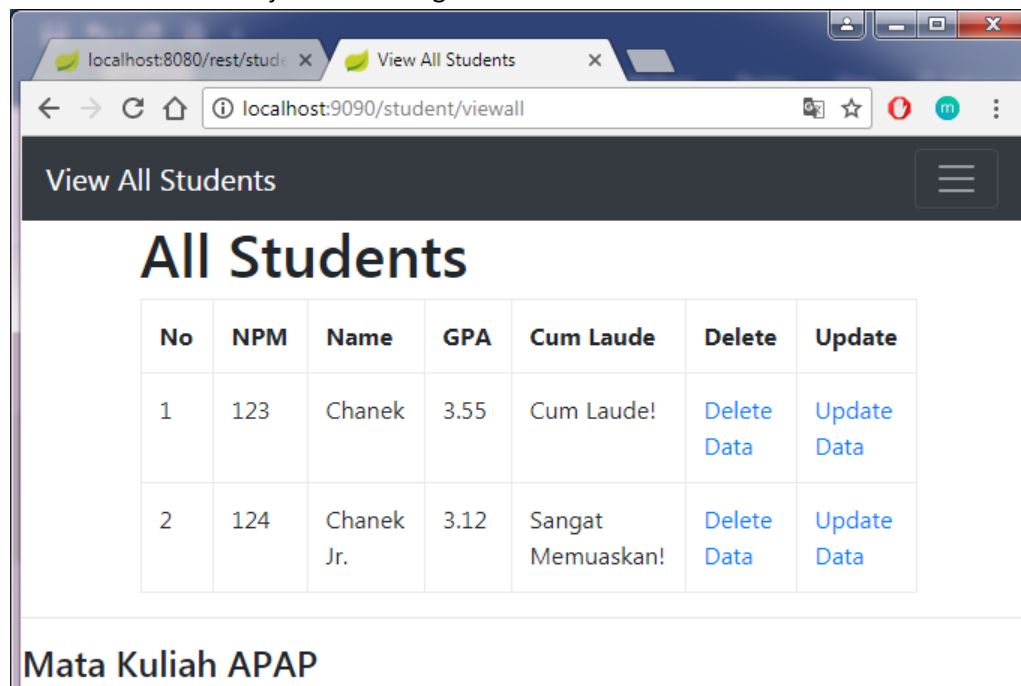 localhost:8080/rest/stude
View All Students
localhost:9090/student/viewall
m
View All Students
All Students
No NPM Name GPA Cum Laude Delete Update
1 123 Chanek 3.55 Cum Laude! Delete Data Update Data
2 124 Chanek Jr. 3.12 Sangat Memuaskan! Delete Data Update Data
Mata Kuliah APAP